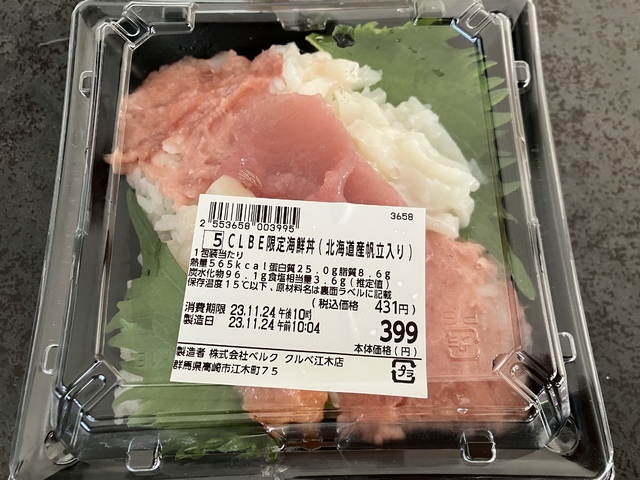 3658
2 553658 003995
5 CLBE限定海鮮丼(北海道産帆立入り)
1包装当たり
熱量565kcal蛋白質25.0g脂質8.6g
炭水化物96.1g食塩相当量3.6g(推定値)
保存温度15℃以下、原材料名は裏面ラベルに記載
(税込価格 431円)
消費期限 23.11.24 午後10時
製造日 23.11.24 午前10:04
399
本体価格(円)
製造者 株式会社ベルク クルベ江木店
群馬県高崎市江木町75
プラ